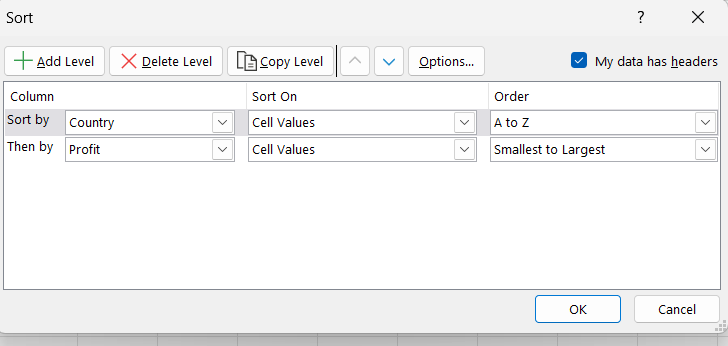 Sort ?
Add Level Delete Level Copy Level Options... My data has headers
Column Sort On Order
Sort by Country Cell Values A to Z
Then by Profit Cell Values Smallest to Largest
OK Cancel